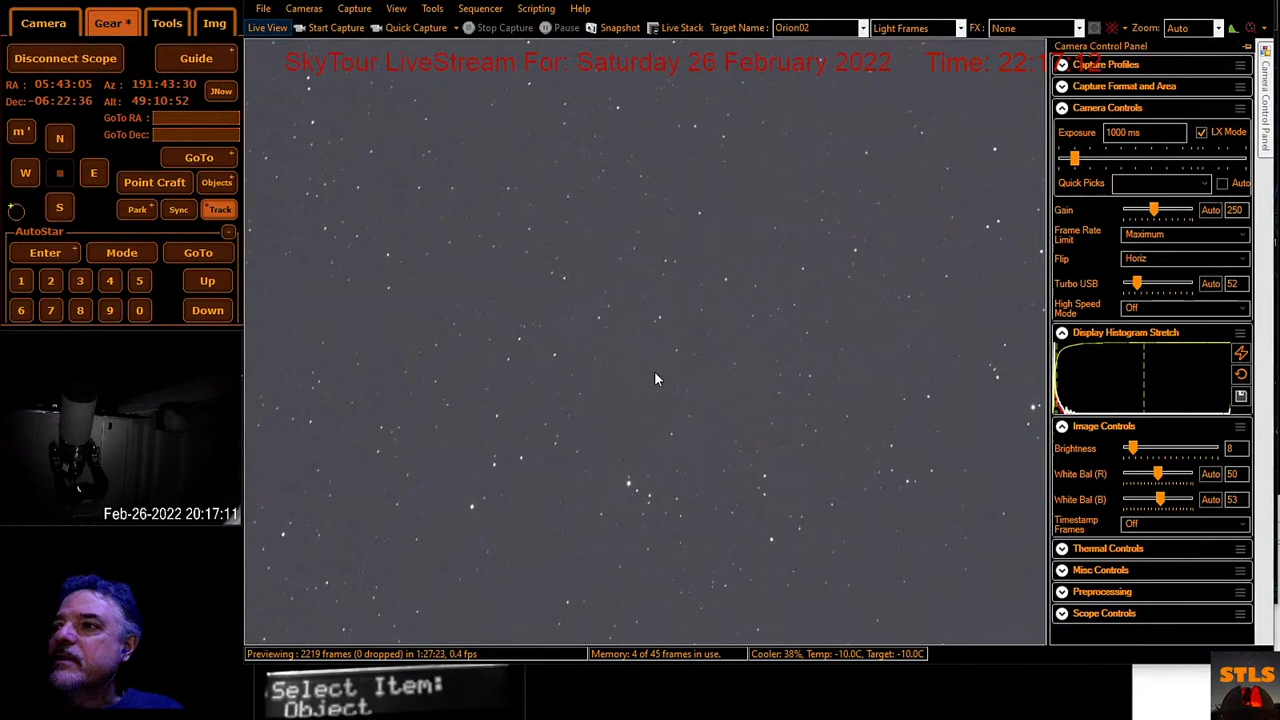 Camera Gear * Tools Img
Disconnect Scope Guide
RA : 05:43:05 Az : 191:43:30
Dec: -06:22:36 Alt: 49:10:52 JNow
GoTo RA :
GoTo Dec:
m ' N GoTo
W E Point Craft Objects
S Park Sync Track
AutoStar -
Enter Mode GoTo
1 2 3 4 5 Up
6 7 8 9 0 Down
Feb-26-2022 20:17:11
File Cameras Capture View Tools Sequencer Scripting Help
Live View Start Capture Quick Capture Stop Capture Pause Snapshot Live Stack Target Name : Orion02 Light Frames FX : None Zoom: Auto
SkyTour LiveStream For: Saturday 26 February 2022 Time: 22:17:12
Previewing : 2219 frames (0 dropped) in 1:27:23, 0.4 fps Memory: 4 of 45 frames in use. Cooler: 38%, Temp: -10.0C, Target: -10.0C
Select Item:
Object
Camera Control Panel
Capture Profiles
Capture Format and Area
Camera Controls
Exposure 1000 ms LX Mode
Quick Picks Auto
Gain Auto 250
Frame Rate Limit Maximum
Flip Horiz
Turbo USB Auto 52
High Speed Mode Off
Display Histogram Stretch
Image Controls
Brightness 8
White Bal (R) Auto 50
White Bal (B) Auto 53
Timestamp Frames Off
Thermal Controls
Misc Controls
Preprocessing
Scope Controls
Camera Control Panel
STLS